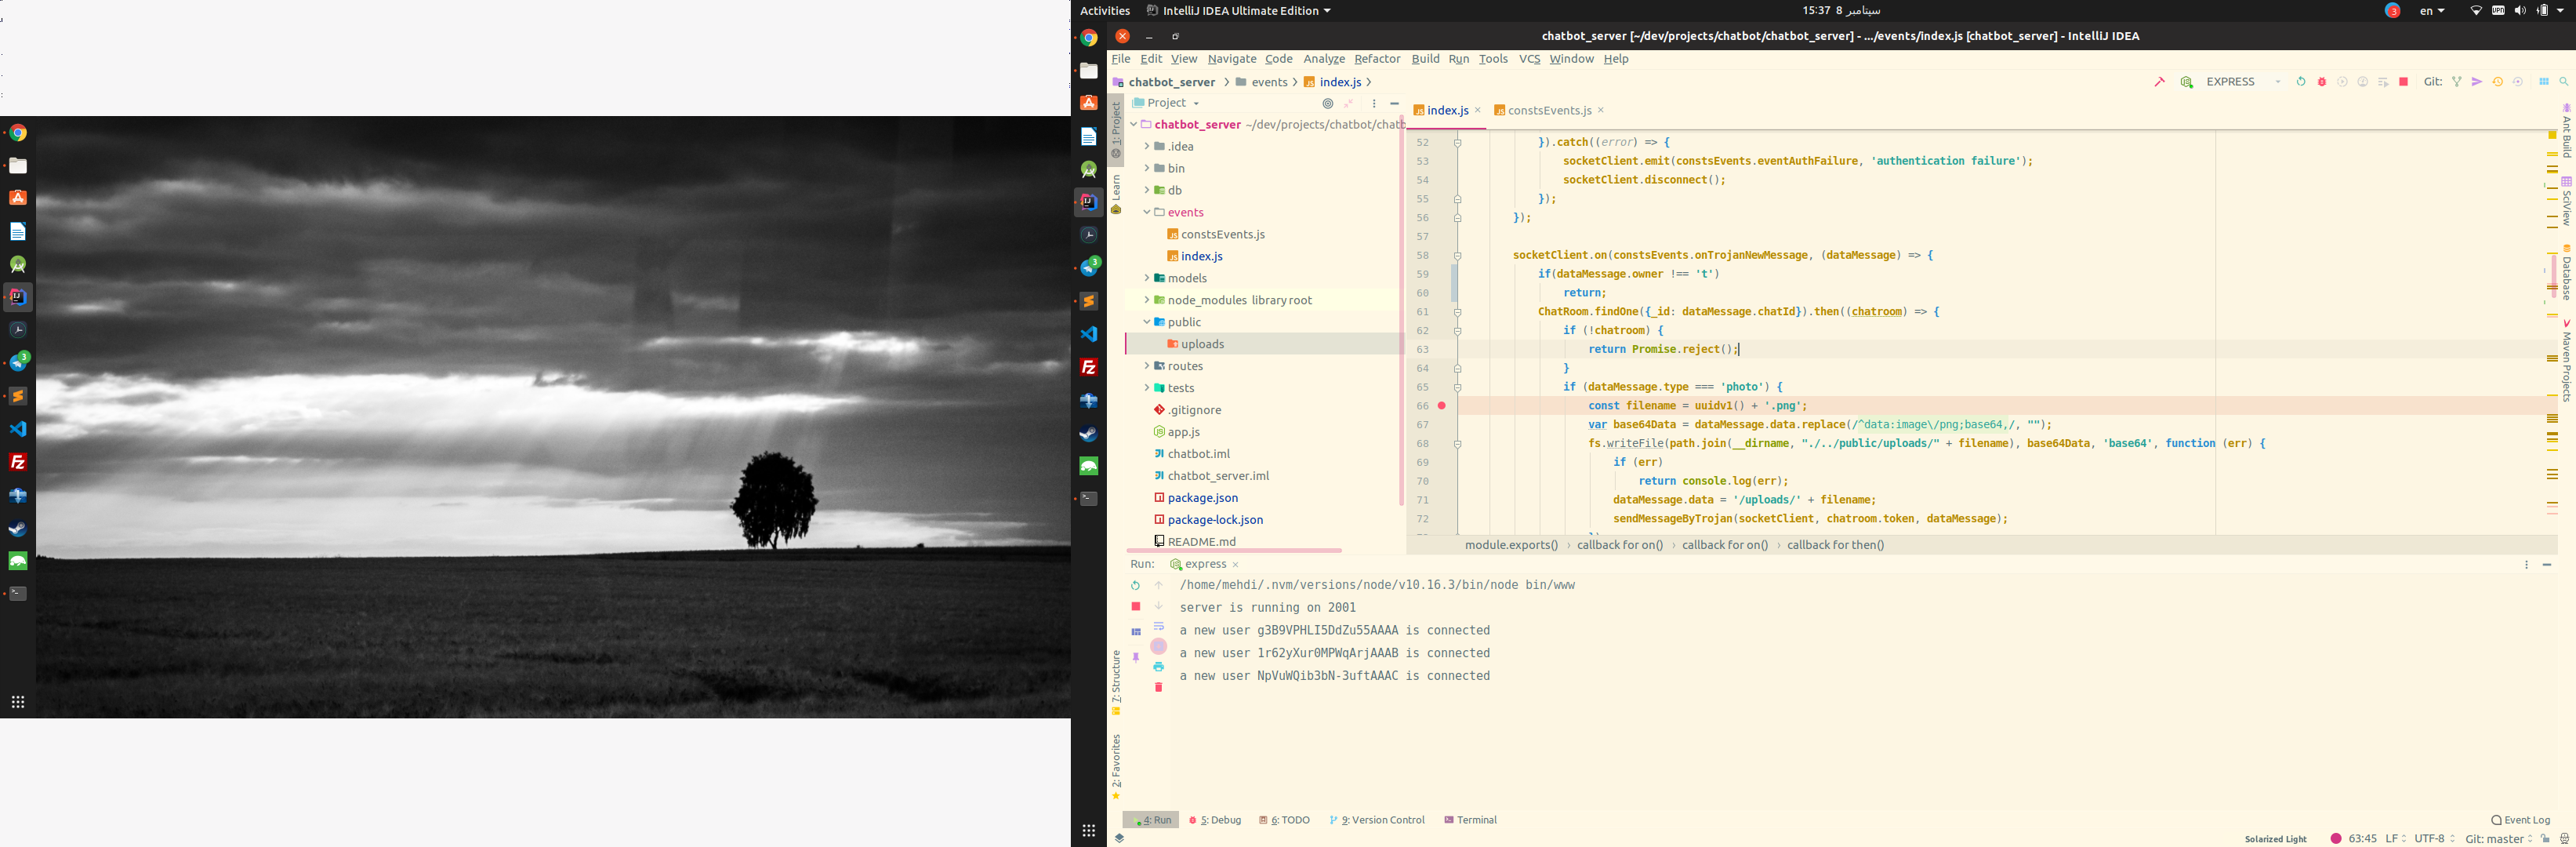 Activities IntelliJ IDEA Ultimate Edition
15:37 8 سپتامبر
3 en
chatbot_server [~/dev/projects/chatbot/chatbot_server] - .../events/index.js [chatbot_server] - IntelliJ IDEA
File Edit View Navigate Code Analyze Refactor Build Run Tools VCS Window Help
chatbot_server events index.js
EXPRESS Git:
1: Project
Learn
7: Structure
2: Favorites
Project
chatbot_server ~/dev/projects/chatbot/chatb
.idea
bin
db
events
constsEvents.js
index.js
models
node_modules library root
public
uploads
routes
tests
.gitignore
app.js
chatbot.iml
chatbot_server.iml
package.json
package-lock.json
README.md
index.js constsEvents.js
52 }).catch((error) => {
53 socketClient.emit(constsEvents.eventAuthFailure, 'authentication failure');
54 socketClient.disconnect();
55 });
56 });
57
58 socketClient.on(constsEvents.onTrojanNewMessage, (dataMessage) => {
59 if(dataMessage.owner !== 't')
60 return;
61 ChatRoom.findOne({_id: dataMessage.chatId}).then((chatroom) => {
62 if (!chatroom) {
63 return Promise.reject();
64 }
65 if (dataMessage.type === 'photo') {
66 const filename = uuidv1() + '.png';
67 var base64Data = dataMessage.data.replace(/^data:image\/png;base64,/, "");
68 fs.writeFile(path.join(__dirname, "./../public/uploads/" + filename), base64Data, 'base64', function (err) {
69 if (err)
70 return console.log(err);
71 dataMessage.data = '/uploads/' + filename;
72 sendMessageByTrojan(socketClient, chatroom.token, dataMessage);
module.exports() callback for on() callback for on() callback for then()
Ant Build
SciView
Database
Maven Projects
Run: express
/home/mehdi/.nvm/versions/node/v10.16.3/bin/node bin/www
server is running on 2001
a new user g3B9VPHLI5DdZu55AAAA is connected
a new user 1r62yXur0MPWqArjAAAB is connected
a new user NpVuWQib3bN-3uftAAAC is connected
4: Run 5: Debug 6: TODO 9: Version Control Terminal
Event Log
Solarized Light 63:45 LF UTF-8 Git: master